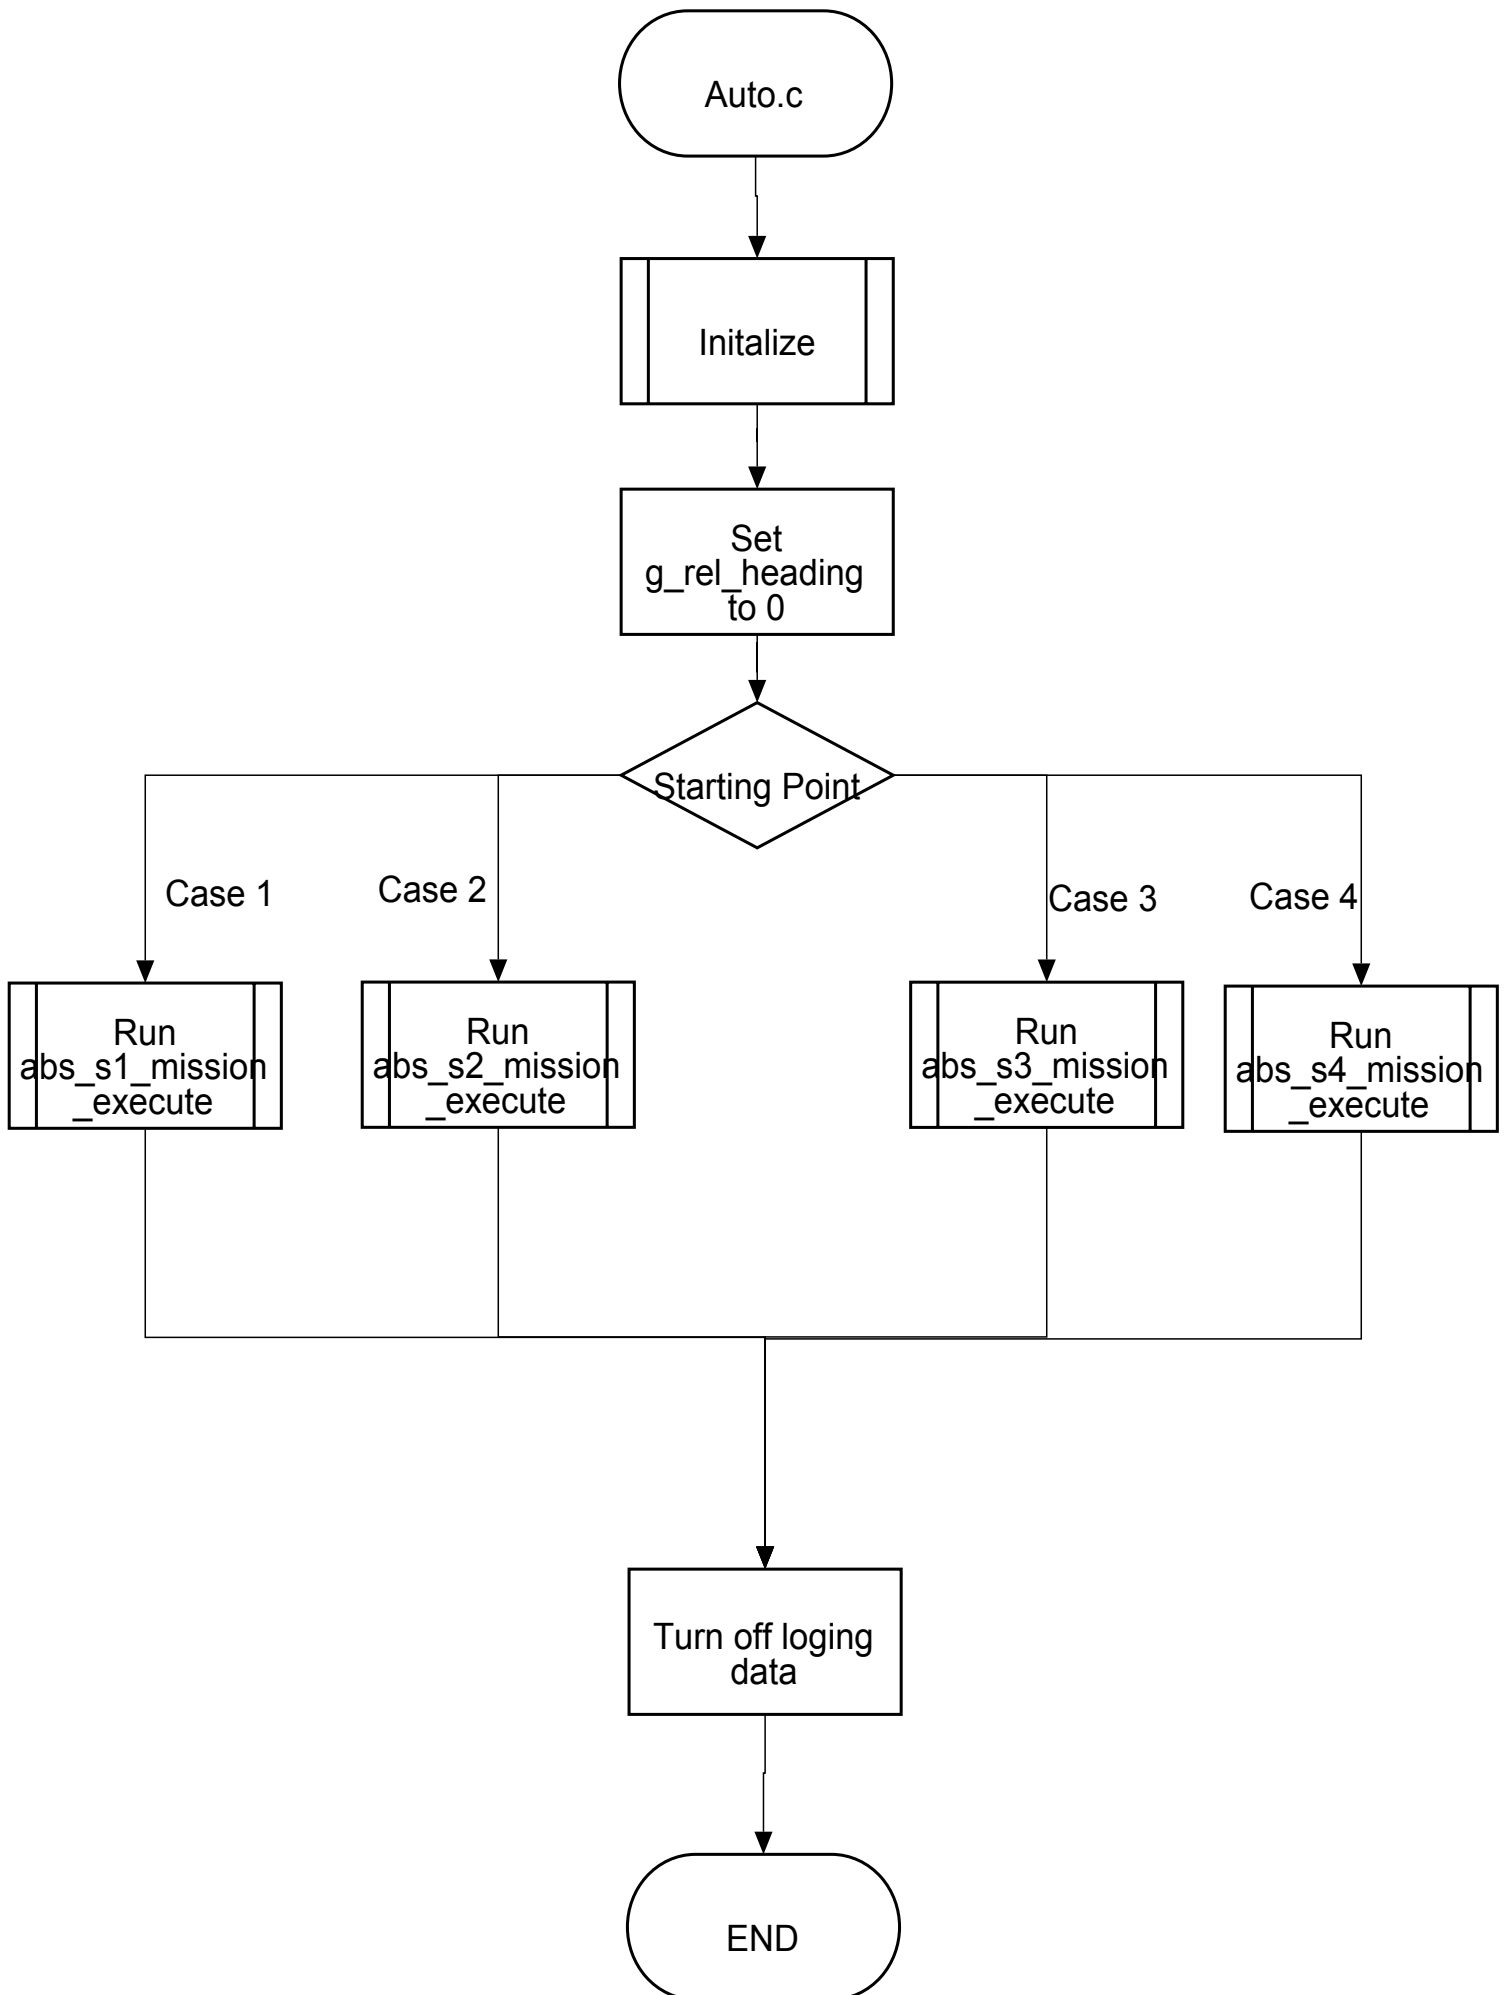 Auto.c
Initalize
Set
g_rel_heading
to 0
Starting Point
Case 1
Case 2
Case 3
Case 4
Run
abs_s1_mission
_execute
Run
abs_s2_mission
_execute
Run
abs_s3_mission
_execute
Run
abs_s4_mission
_execute
Turn off loging
data
END